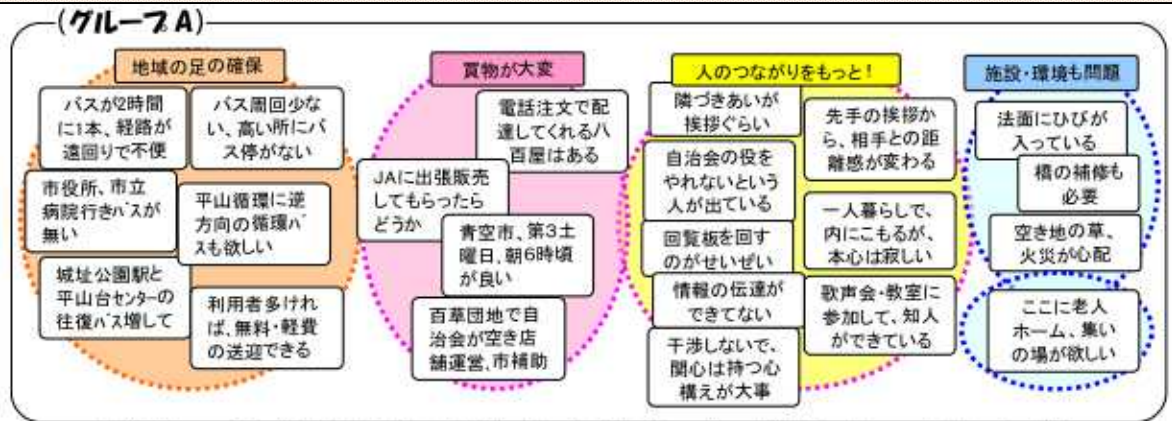 (グループA)
地域の足の確保
バスが2時間
に1本、経路が
遠回りで不便
バス周回少な
い、高い所にバ
ス停がない
市役所、市立
病院行きバスが
無い
平山循環に逆
方向の循環バ
スも欲しい
城址公園駅と
平山台センターの
往復バス増して
利用者多けれ
ば、無料・軽費
の送迎できる
買物が大変
電話注文で配
達してくれる八
百屋はある
JAに出張販売
してもらったら
どうか
青空市、第3土
曜日、朝6時頃
が良い
百草団地で自
治会が空き店
舗運営、市補助
人のつながりをもっと!
隣づきあいが
挨拶ぐらい
先手の挨拶か
ら、相手との距
離感が変わる
自治会の役を
やれないという
人が出ている
一人暮らしで、
内にこもるが、
本心は寂しい
回覧板を回す
のがせいぜい
情報の伝達が
できてない
歌声会・教室に
参加して、知人
ができている
干渉しないで、
関心は持つ心
構えが大事
施設・環境も問題
法面にひびが
入っている
橋の補修も
必要
空き地の草、
火災が心配
ここに老人
ホーム、集い
の場が欲しい